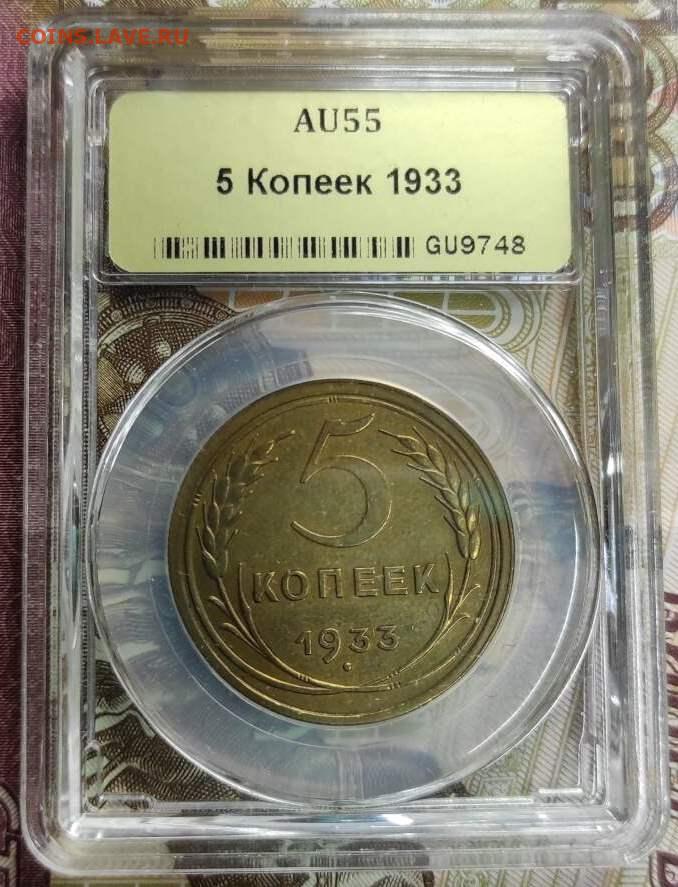 COINS.LAVE.RU
AU55
5 Копеек 1933
GU9748
5
КОПЕЕК
1933